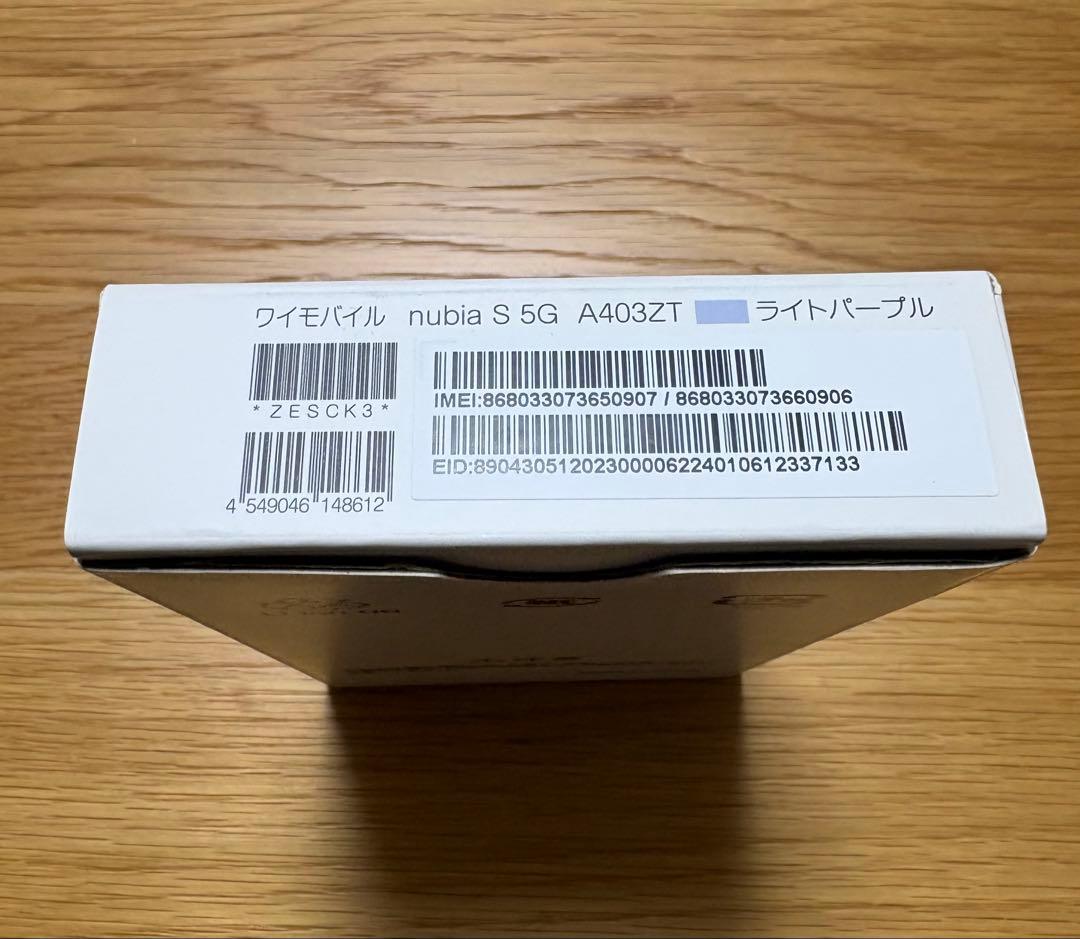 ワイモバイル nubia S 5G A403ZT ライトパープル
*ZESCK3*
4 549046 148612
IMEI:868033073650907 / 868033073660906
EID:89043051202300006224010612337133